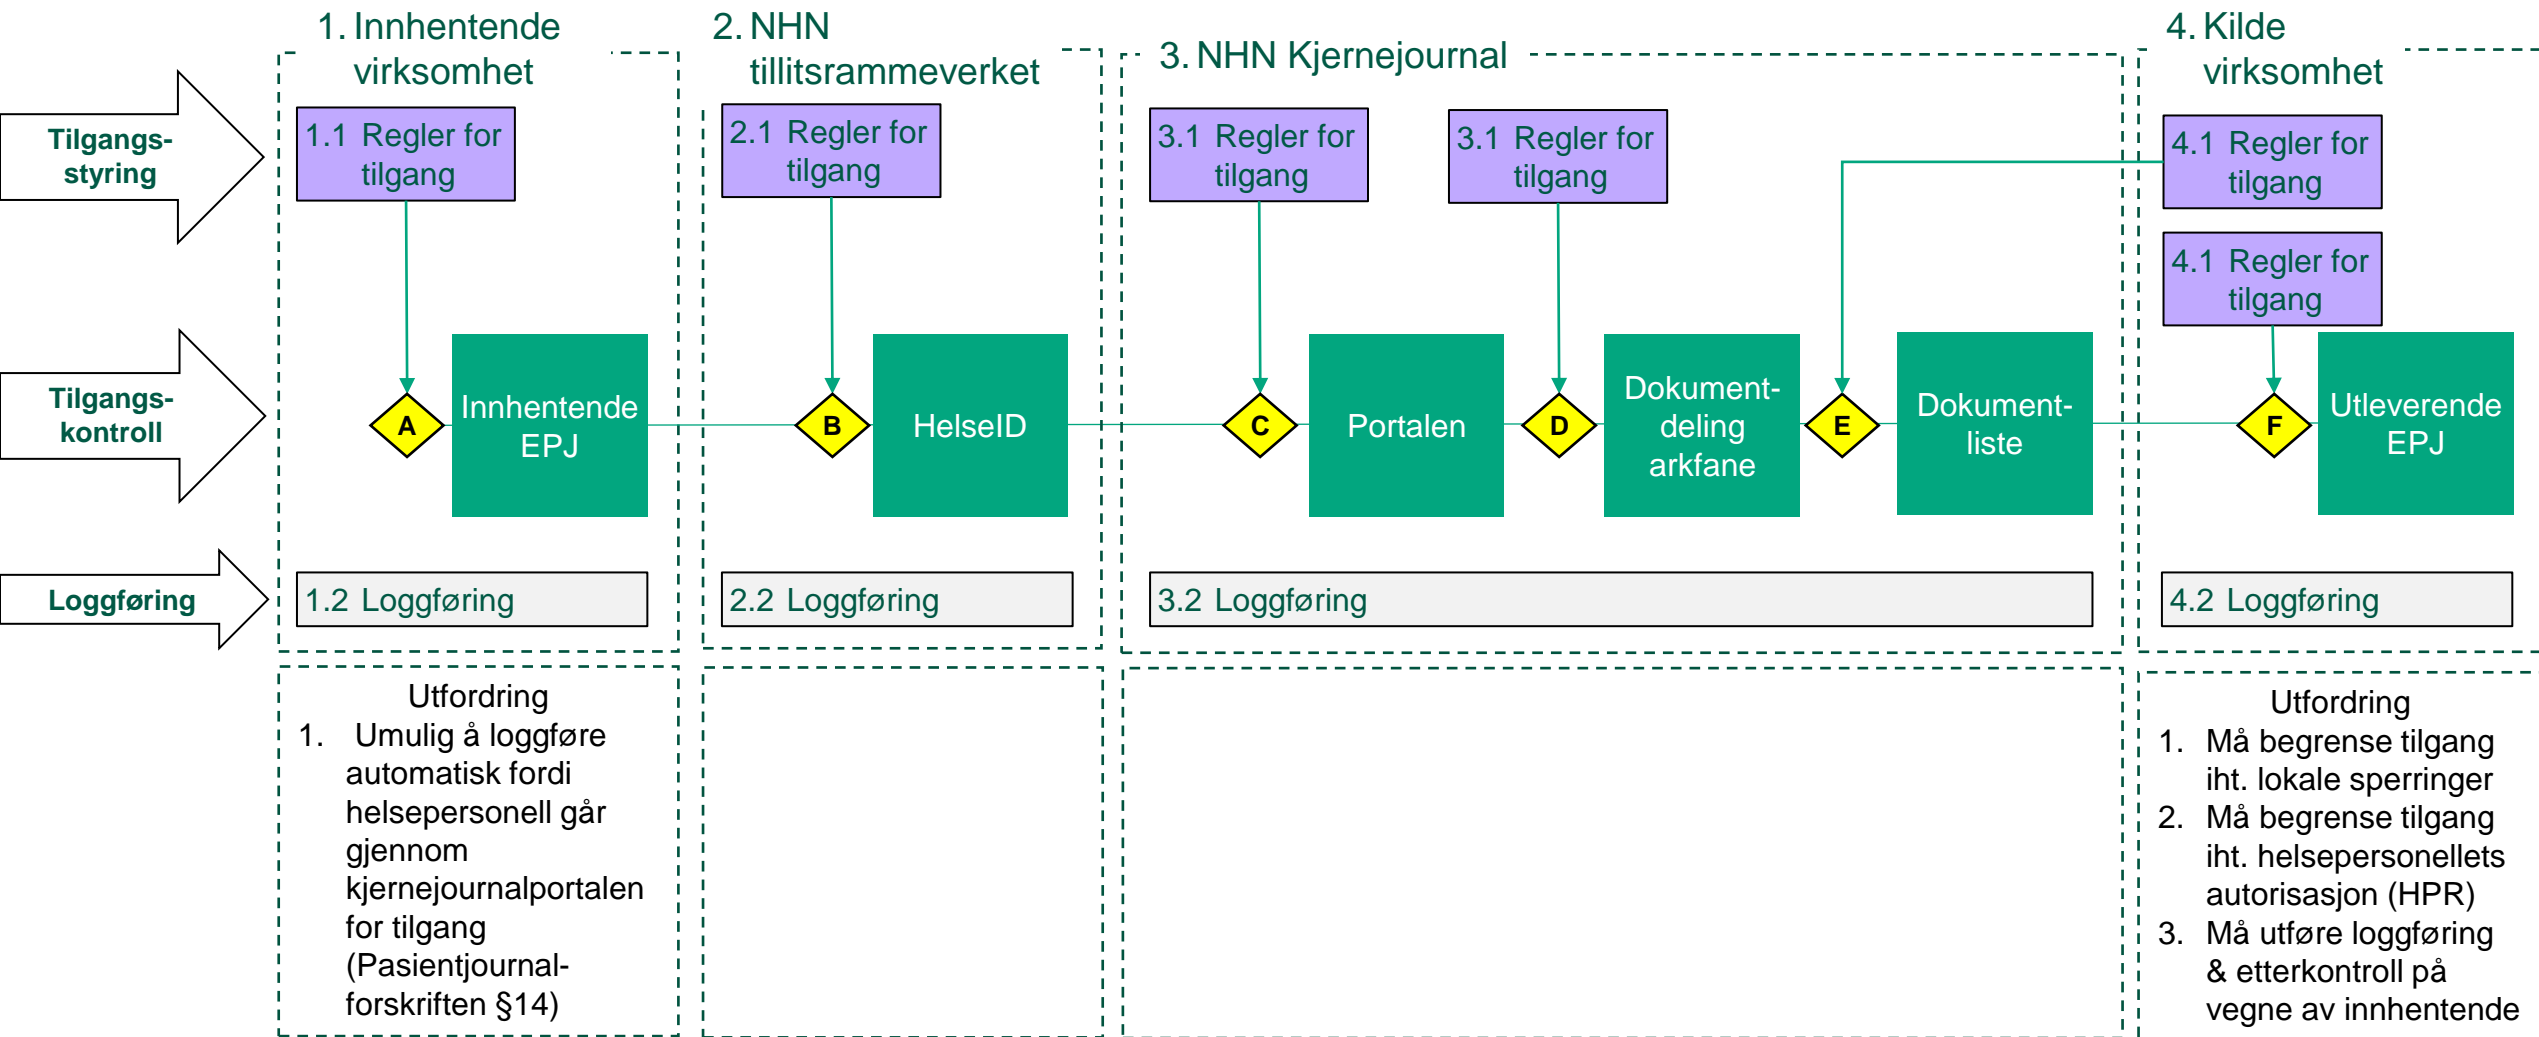 1. Innhentende
virksomhet
2. NHN
tillitsrammeverket
3. NHN Kjernejournal
4. Kilde
virksomhet
Tilgangs-
styring
1.1 Regler for
tilgang
2.1 Regler for
tilgang
3.1 Regler for
tilgang
3.1 Regler for
tilgang
4.1 Regler for
tilgang
4.1 Regler for
tilgang
Tilgangs-
kontroll
A
Innhentende
EPJ
B
HelseID
C
Portalen
D
Dokument-
deling
arkfane
E
Dokument-
liste
F
Utleverende
EPJ
Loggføring
1.2 Loggføring
2.2 Loggføring
3.2 Loggføring
4.2 Loggføring
Utfordring
1. Umulig å loggføre
automatisk fordi
helsepersonell går
gjennom
kjernejournalportalen
for tilgang
(Pasientjournal-
forskriften §14)
Utfordring
1. Må begrense tilgang
iht. lokale sperringer
2. Må begrense tilgang
iht. helsepersonellets
autorisasjon (HPR)
3. Må utføre loggføring
& etterkontroll på
vegne av innhentende